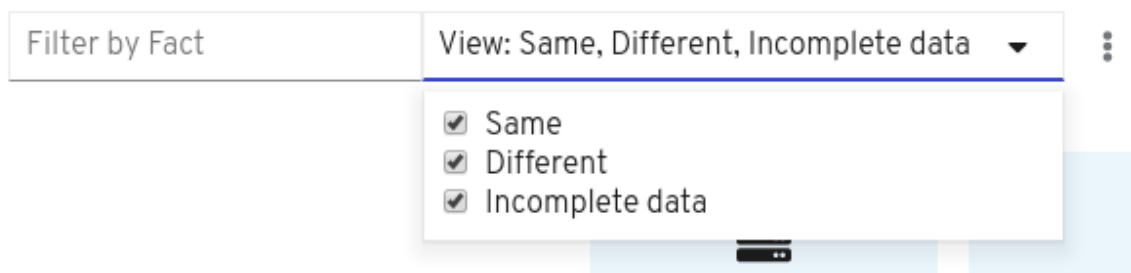 Filter by Fact
View: Same, Different, Incomplete data
Same
Different
Incomplete data